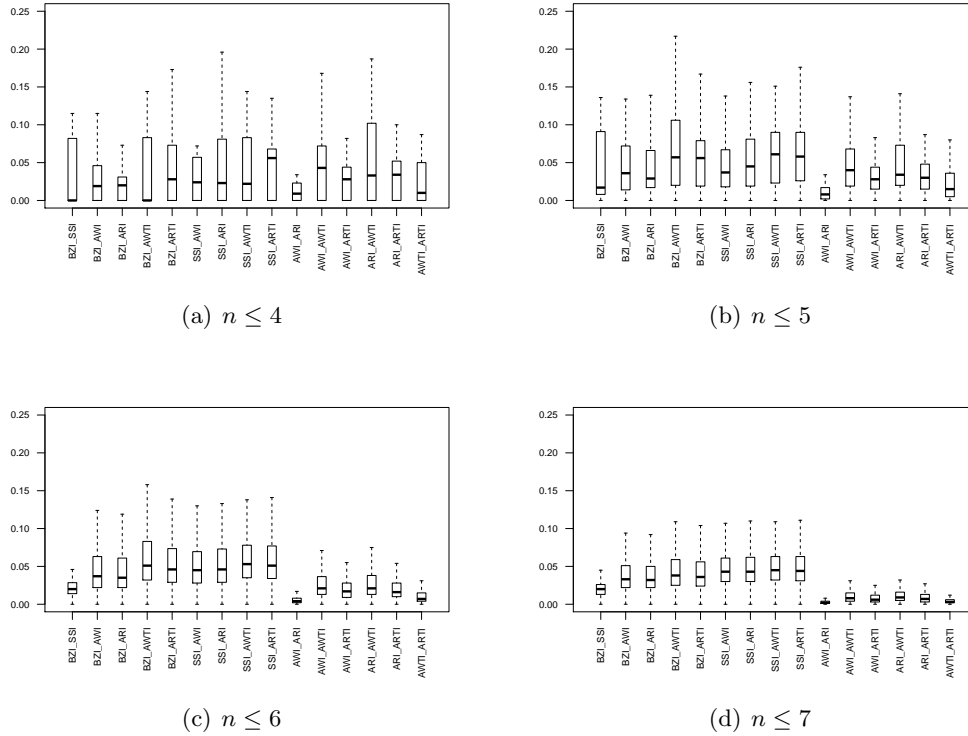 0.25
0.20
0.15
0.10
0.05
0.00
BZI_SSI
BZI_AWI
BZI_ARI
BZI_AWTI
BZI_ARTI
SSI_AWI
SSI_ARI
SSI_AWTI
SSI_ARTI
AWI_ARI
AWI_AWTI
AWI_ARTI
ARI_AWTI
ARI_ARTI
AWTI_ARTI
(a) n ≤ 4
0.25
0.20
0.15
0.10
0.05
0.00
BZI_SSI
BZI_AWI
BZI_ARI
BZI_AWTI
BZI_ARTI
SSI_AWI
SSI_ARI
SSI_AWTI
SSI_ARTI
AWI_ARI
AWI_AWTI
AWI_ARTI
ARI_AWTI
ARI_ARTI
AWTI_ARTI
(b) n ≤ 5
0.25
0.20
0.15
0.10
0.05
0.00
BZI_SSI
BZI_AWI
BZI_ARI
BZI_AWTI
BZI_ARTI
SSI_AWI
SSI_ARI
SSI_AWTI
SSI_ARTI
AWI_ARI
AWI_AWTI
AWI_ARTI
ARI_AWTI
ARI_ARTI
AWTI_ARTI
(c) n ≤ 6
0.25
0.20
0.15
0.10
0.05
0.00
BZI_SSI
BZI_AWI
BZI_ARI
BZI_AWTI
BZI_ARTI
SSI_AWI
SSI_ARI
SSI_AWTI
SSI_ARTI
AWI_ARI
AWI_AWTI
AWI_ARTI
ARI_AWTI
ARI_ARTI
AWTI_ARTI
(d) n ≤ 7